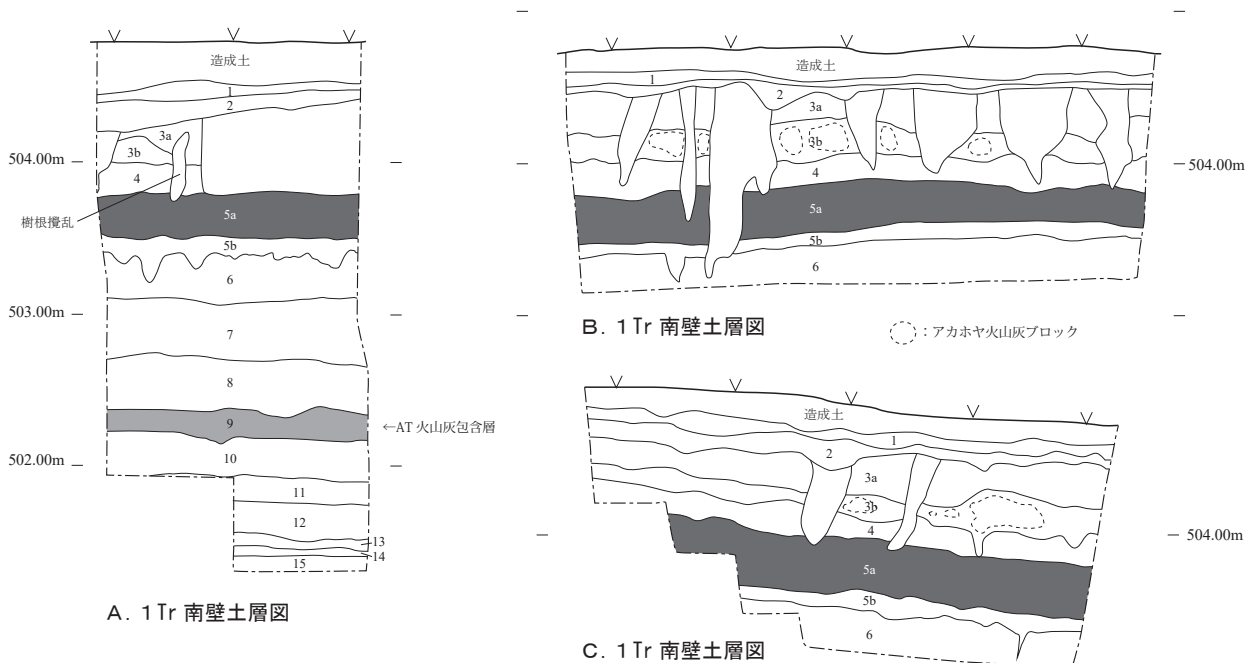 造成土
1
2
3a
3b
504.00m
4
樹根攪乱
5a
5b
6
503.00m
7
8
9
←AT 火山灰包含層
502.00m
10
11
12
13
14
15
A．1Tr 南壁土層図
造成土
1
2
3a
3b
504.00m
4
5a
5b
6
B．1Tr 南壁土層図
：アカホヤ火山灰ブロック
造成土
1
2
3a
3b
4
504.00m
5a
5b
6
C．1Tr 南壁土層図